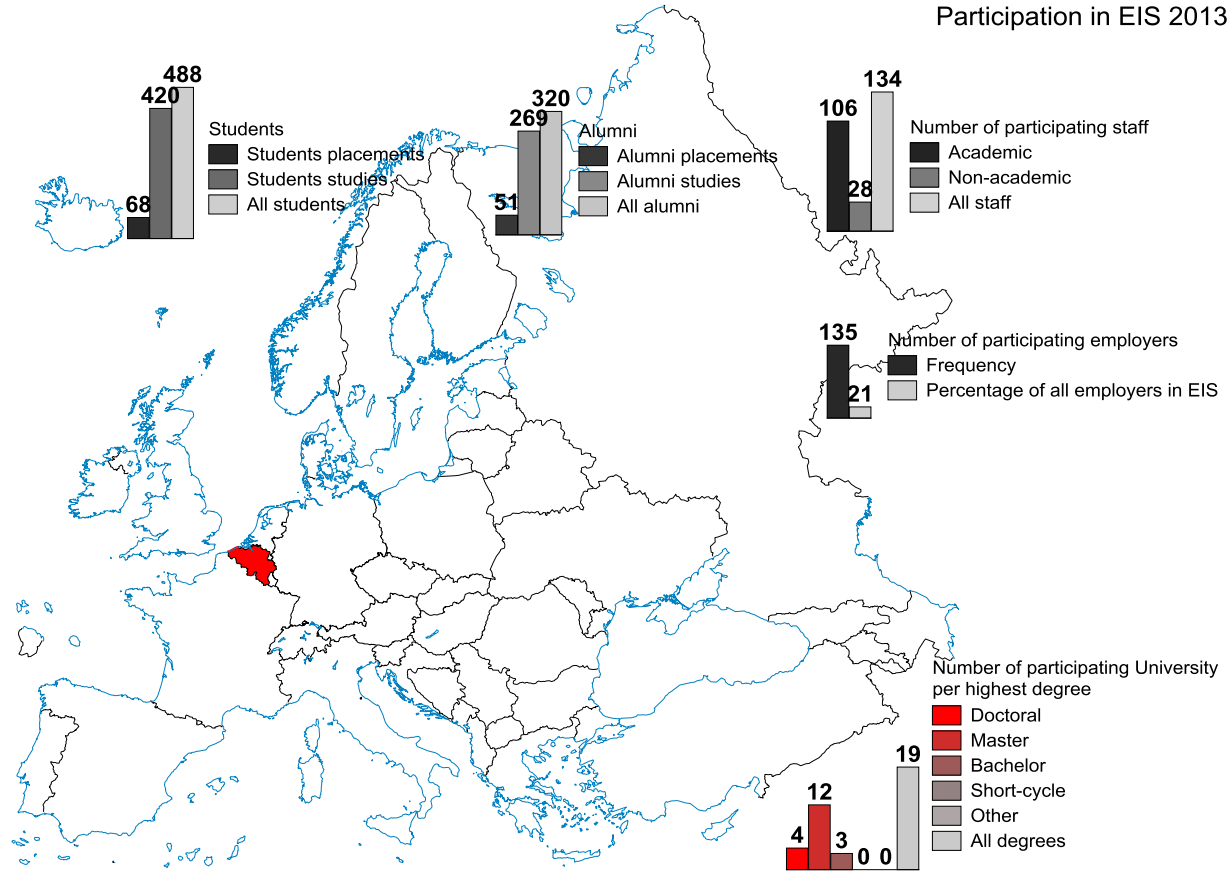 Participation in EIS 2013
488
420
68
Students
Students placements
Students studies
All students
320
269
51
Alumni
Alumni placements
Alumni studies
All alumni
134
106
28
Number of participating staff
Academic
Non-academic
All staff
135
21
Number of participating employers
Frequency
Percentage of all employers in EIS
Number of participating University
per highest degree
Doctoral
Master
Bachelor
Short-cycle
Other
All degrees
19
12
4
3
0
0